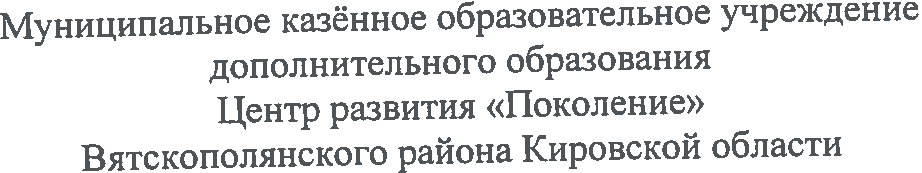 Муниципальное казённое образовательное учреждение
дополнительного образования
Центр развития «Поколение»
Вятскополянского района Кировской области